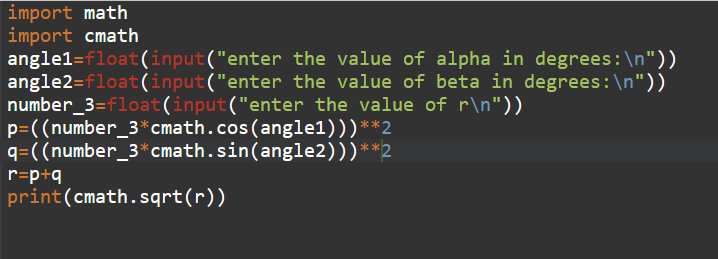 import math
import cmath
angle1=float(input("enter the value of alpha in degrees:\n"))
angle2=float(input("enter the value of beta in degrees:\n"))
number_3=float(input("enter the value of r\n"))
p=((number_3*cmath.cos(angle1)))**2
q=((number_3*cmath.sin(angle2)))**2
r=p+q
print(cmath.sqrt(r))